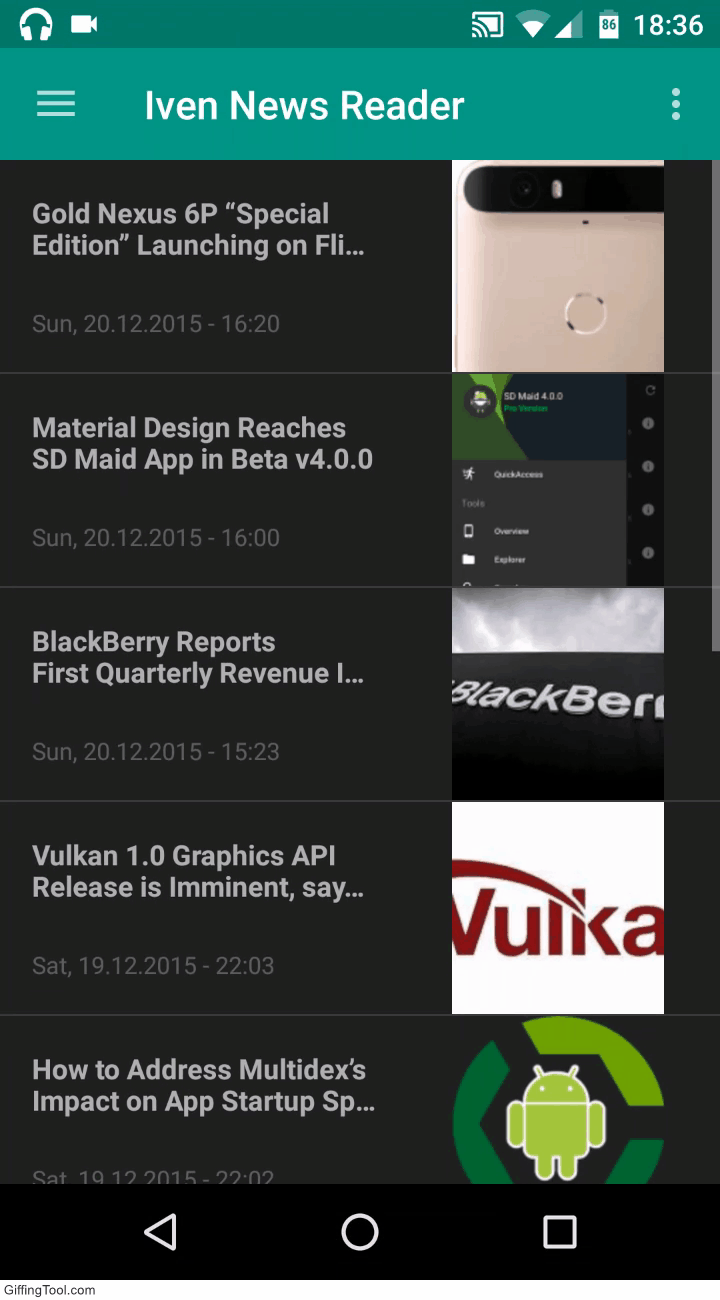 86 18:36
Iven News Reader
Gold Nexus 6P “Special
Edition” Launching on Fli…
Sun, 20.12.2015 - 16:20
SD Maid 4.0.0
Pro Version
Material Design Reaches
SD Maid App in Beta v4.0.0
QuickAccess
Tools
Sun, 20.12.2015 - 16:00
Overview
Explorer
BlackBerry Reports
First Quarterly Revenue I…
BlackBerr
Sun, 20.12.2015 - 15:23
Vulkan 1.0 Graphics API
Release is Imminent, say…
Vulka
Sat, 19.12.2015 - 22:03
How to Address Multidex’s
Impact on App Startup Sp…
Sat, 19.12.2015 - 22:02
GiffingTool.com